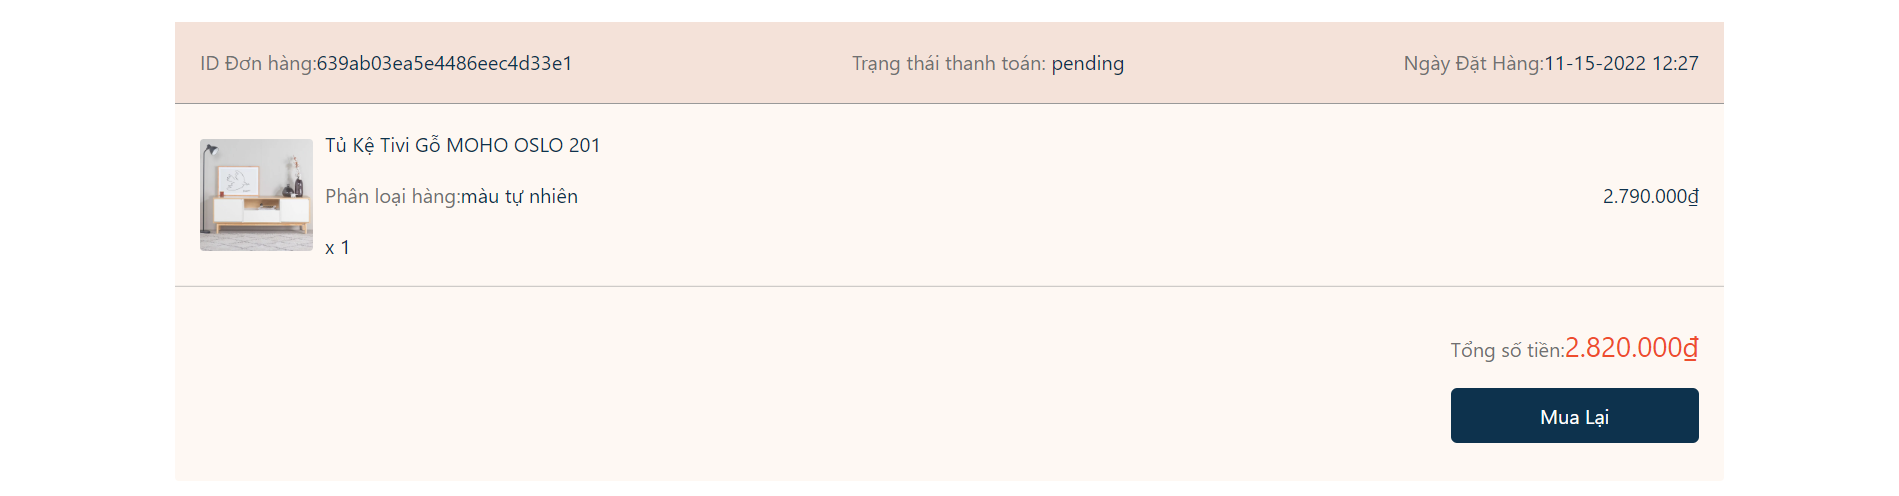 ID Đơn hàng:639ab03ea5e4486eec4d33e1 Trạng thái thanh toán: pending Ngày Đặt Hàng:11-15-2022 12:27
Tủ Kệ Tivi Gỗ MOHO OSLO 201
Phân loại hàng:màu tự nhiên 2.790.000₫
x 1
Tổng số tiền:2.820.000₫
Mua Lại